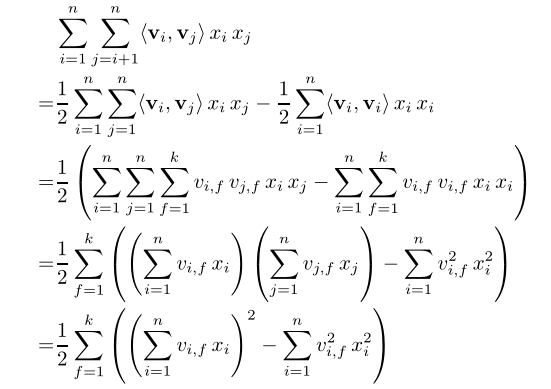 \sum_{i=1}^{n} \sum_{j=i+1}^{n} \langle \mathbf{v}_i, \mathbf{v}_j \rangle \, x_i \, x_j
= \frac{1}{2} \sum_{i=1}^{n} \sum_{j=1}^{n} \langle \mathbf{v}_i, \mathbf{v}_j \rangle \, x_i \, x_j - \frac{1}{2} \sum_{i=1}^{n} \langle \mathbf{v}_i, \mathbf{v}_i \rangle \, x_i \, x_i
= \frac{1}{2} \left( \sum_{i=1}^{n} \sum_{j=1}^{n} \sum_{f=1}^{k} v_{i,f} \, v_{j,f} \, x_i \, x_j - \sum_{i=1}^{n} \sum_{f=1}^{k} v_{i,f} \, v_{i,f} \, x_i \, x_i \right)
= \frac{1}{2} \sum_{f=1}^{k} \left( \left( \sum_{i=1}^{n} v_{i,f} \, x_i \right) \left( \sum_{j=1}^{n} v_{j,f} \, x_j \right) - \sum_{i=1}^{n} v_{i,f}^2 \, x_i^2 \right)
= \frac{1}{2} \sum_{f=1}^{k} \left( \left( \sum_{i=1}^{n} v_{i,f} \, x_i \right)^2 - \sum_{i=1}^{n} v_{i,f}^2 \, x_i^2 \right)